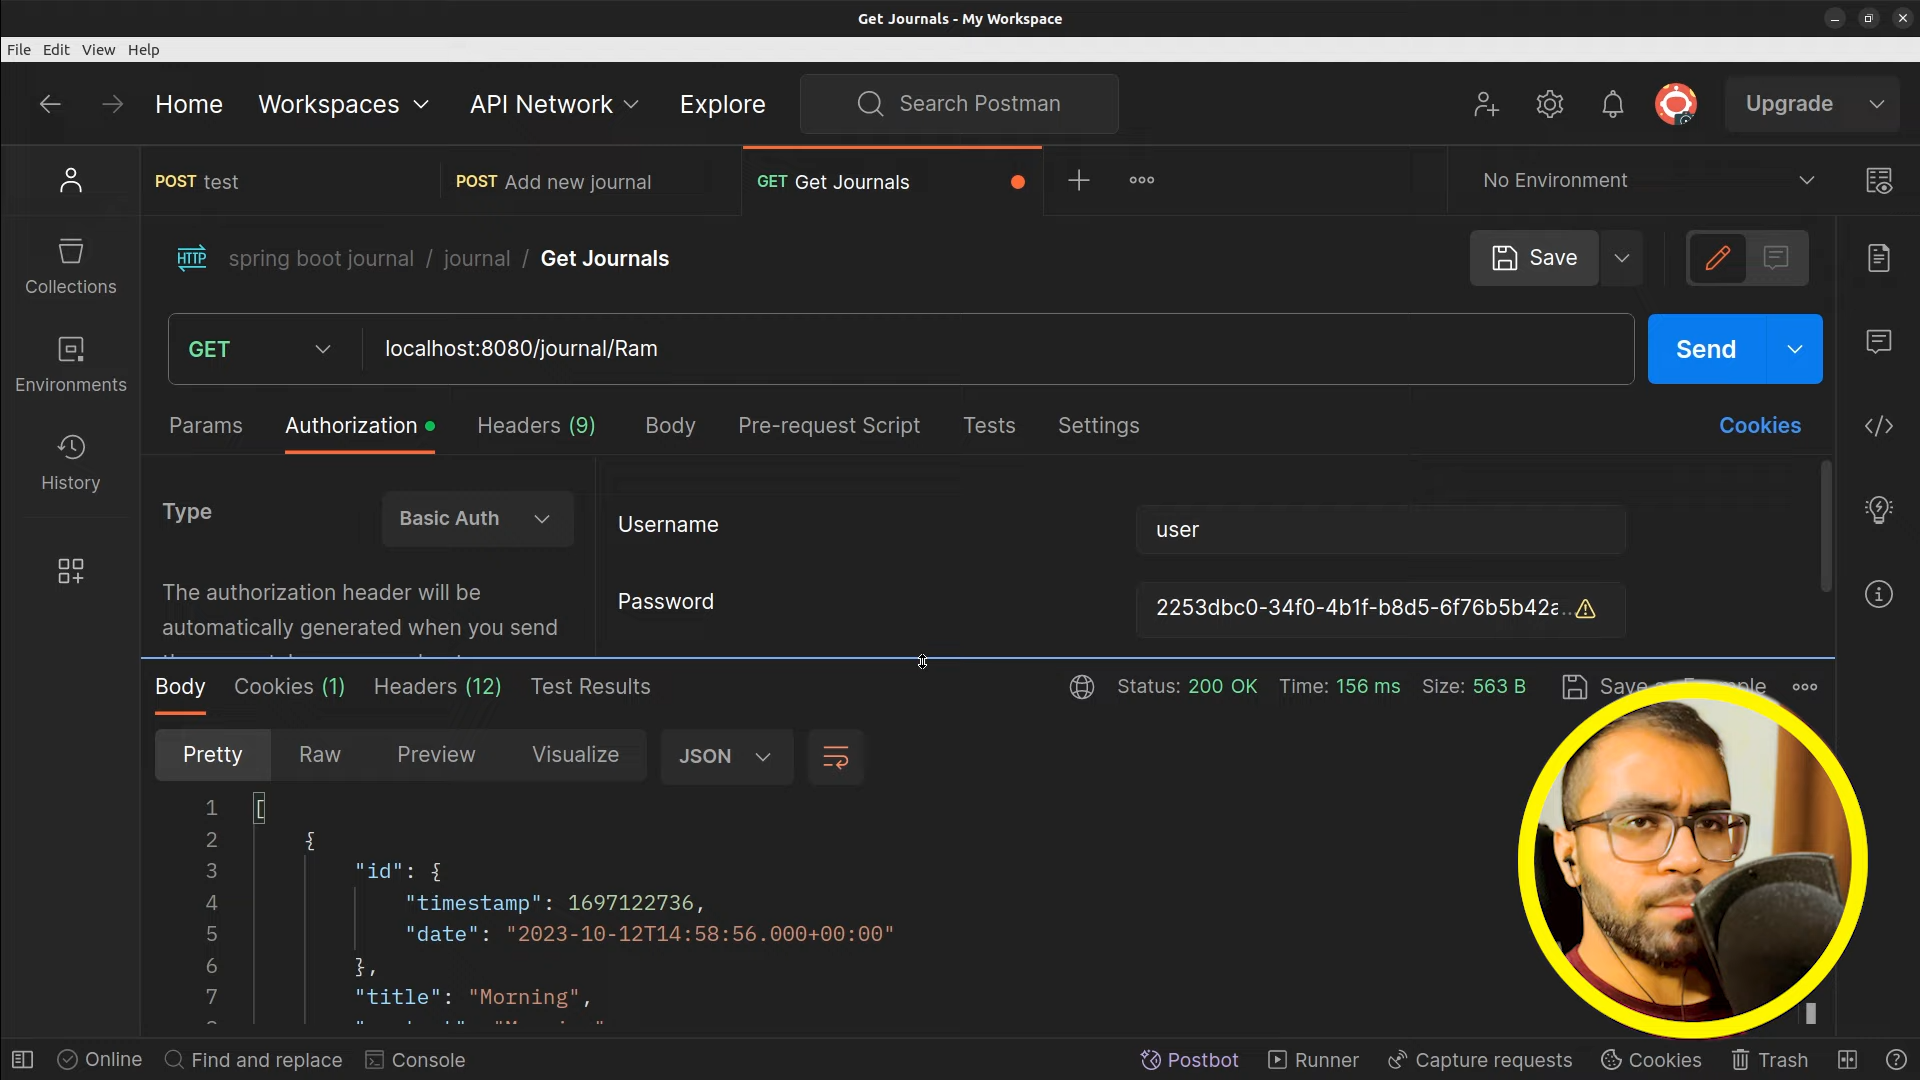 Get Journals - My Workspace
File Edit View Help
Home Workspaces API Network Explore Search Postman Upgrade
POST test POST Add new journal GET Get Journals No Environment
HTTP spring boot journal / journal / Get Journals Save
Collections
GET localhost:8080/journal/Ram Send
Environments
Params Authorization Headers (9) Body Pre-request Script Tests Settings Cookies
History
Type Basic Auth Username user
The authorization header will be
automatically generated when you send
Password 2253dbc0-34f0-4b1f-b8d5-6f76b5b42a...
Body Cookies (1) Headers (12) Test Results Status: 200 OK Time: 156 ms Size: 563 B Save
Pretty Raw Preview Visualize JSON
1 [
2 {
3 "id": {
4 "timestamp": 1697122736,
5 "date": "2023-10-12T14:58:56.000+00:00"
6 },
7 "title": "Morning",
Online Find and replace Console Postbot Runner Capture requests Cookies Trash